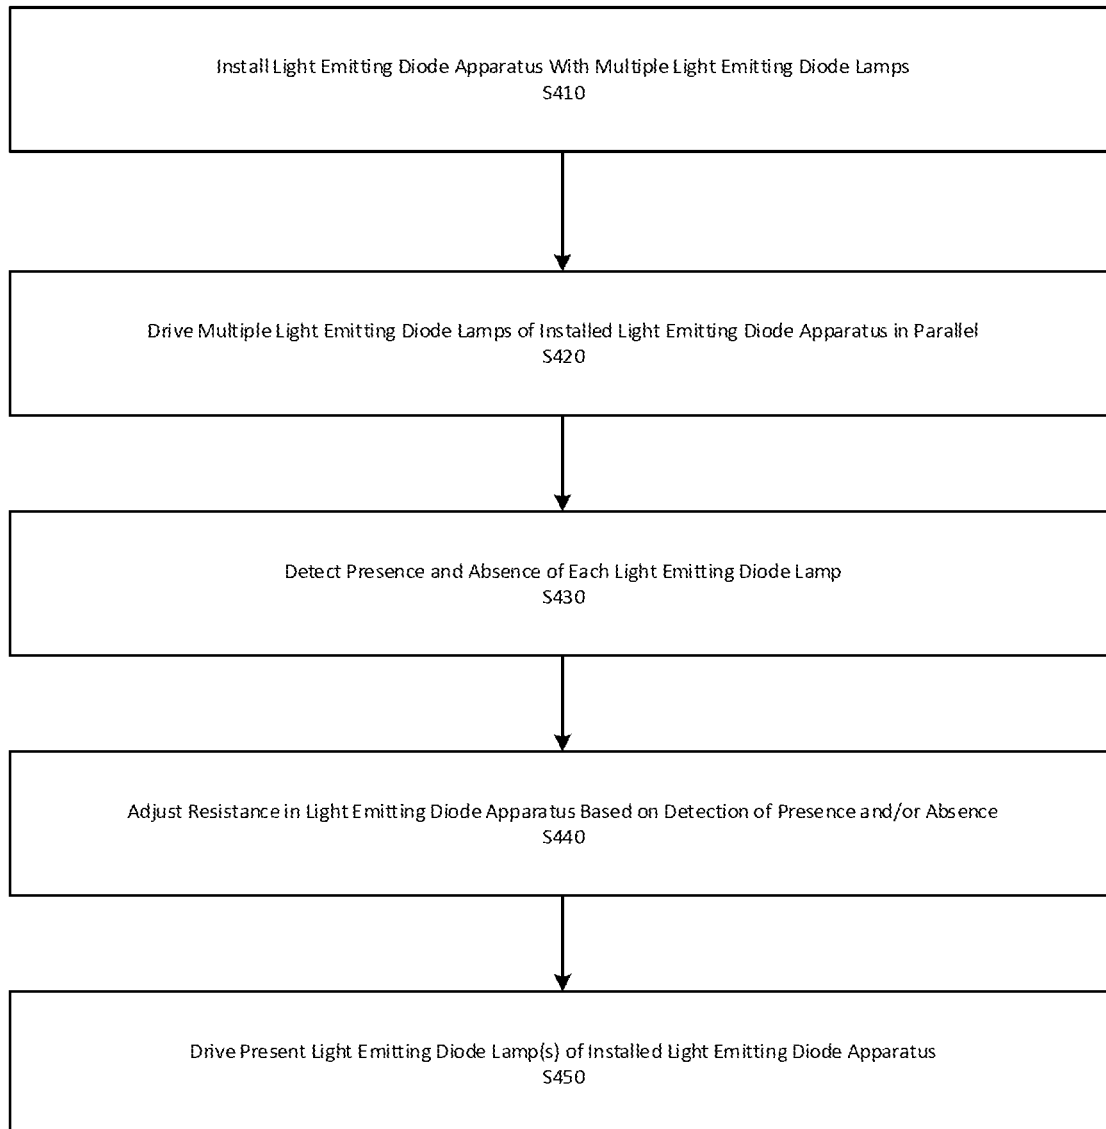 Install Light Emitting Diode Apparatus With Multiple Light Emitting Diode Lamps
S410
Drive Multiple Light Emitting Diode Lamps of Installed Light Emitting Diode Apparatus in Parallel
S420
Detect Presence and Absence of Each Light Emitting Diode Lamp
S430
Adjust Resistance in Light Emitting Diode Apparatus Based on Detection of Presence and/or Absence
S440
Drive Present Light Emitting Diode Lamp(s) of Installed Light Emitting Diode Apparatus
S450